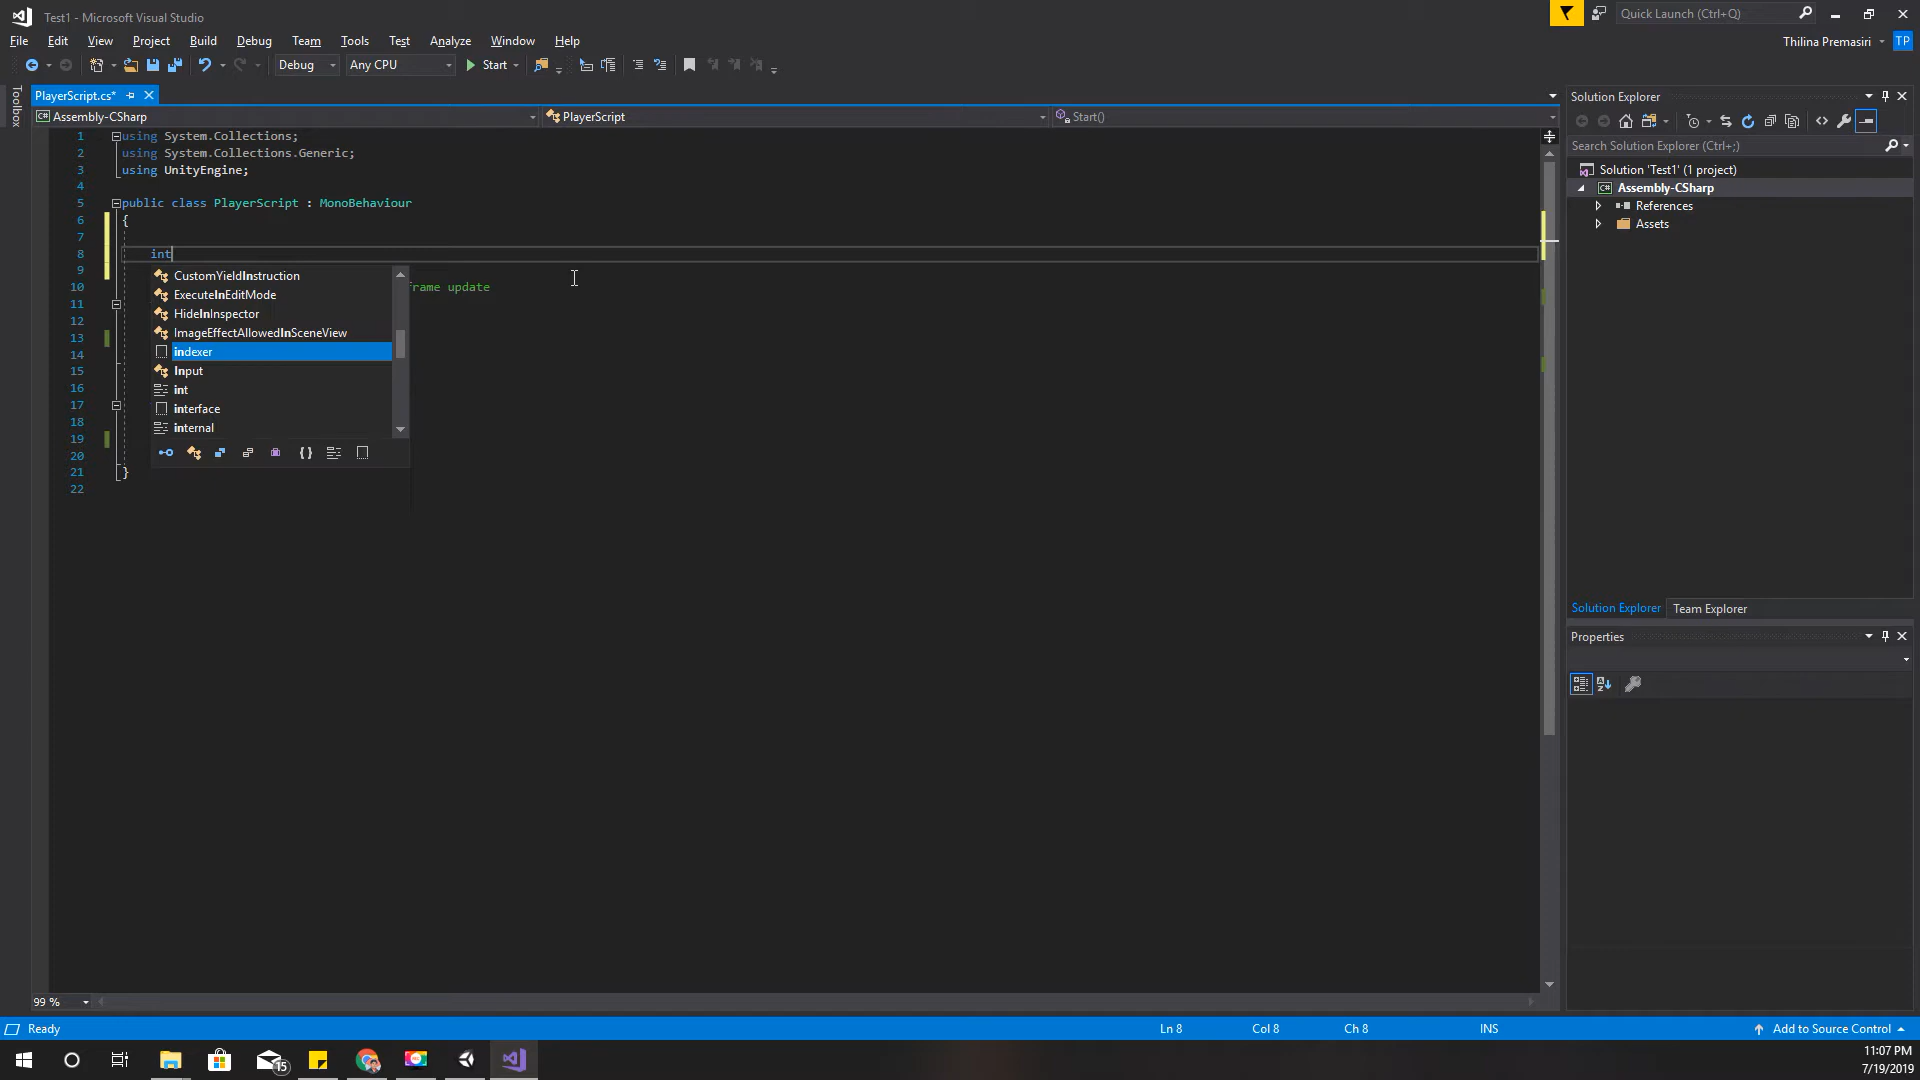 Test1 - Microsoft Visual Studio
Quick Launch (Ctrl+Q)
File Edit View Project Build Debug Team Tools Test Analyze Window Help
Thilina Premasiri TP
Debug Any CPU Start
Toolbox
PlayerScript.cs*
Assembly-CSharp PlayerScript Start()
1 using System.Collections;
2 using System.Collections.Generic;
3 using UnityEngine;
4
5 public class PlayerScript : MonoBehaviour
6 {
7
8 int
9
10 frame update
11
12
13
14
15
16
17
18
19
20
21 }
22
CustomYieldInstruction
ExecuteInEditMode
HideInInspector
ImageEffectAllowedInSceneView
indexer
Input
int
interface
internal
Solution Explorer
Search Solution Explorer (Ctrl+;)
Solution 'Test1' (1 project)
Assembly-CSharp
References
Assets
Solution Explorer Team Explorer
Properties
99 %
Ready Ln 8 Col 8 Ch 8 INS Add to Source Control
15
11:07 PM
7/19/2019